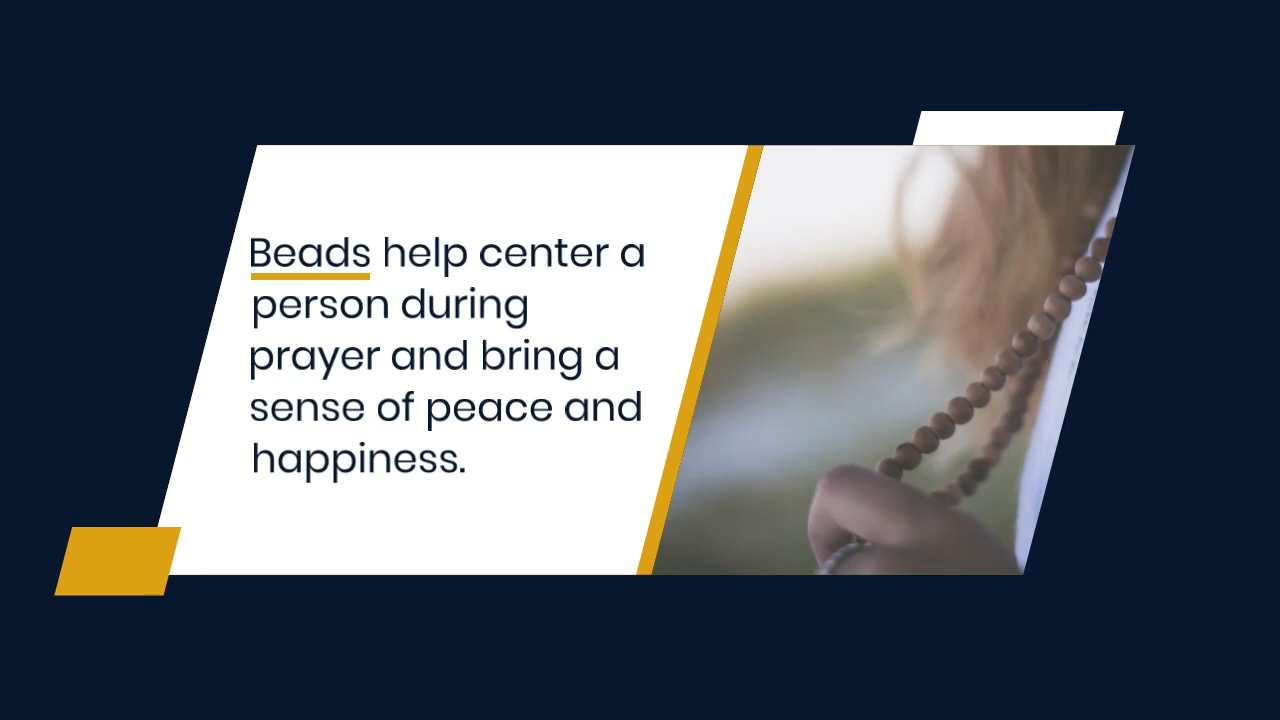 Beads help center a
person during
prayer and bring a
sense of peace and
happiness.